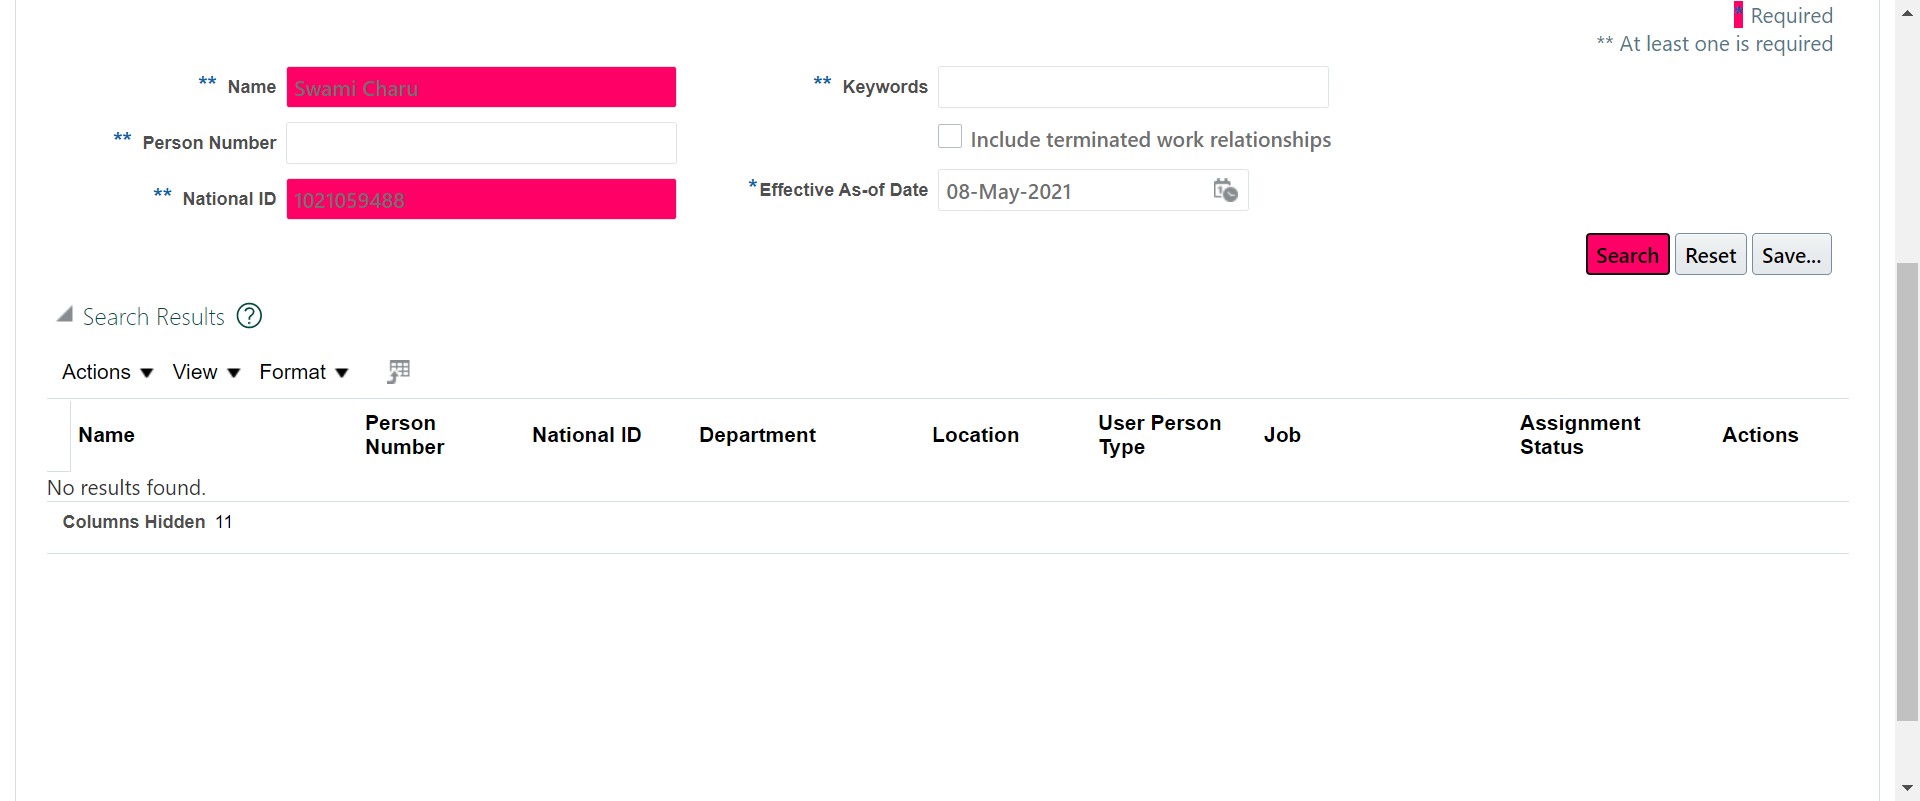 * Required
** At least one is required
** Name Swami Charu ** Keywords
** Person Number Include terminated work relationships
** National ID 1021059488 *Effective As-of Date 08-May-2021
Search Reset Save...
Search Results ?
Actions View Format
Name Person Number National ID Department Location User Person Type Job Assignment Status Actions
No results found.
Columns Hidden 11